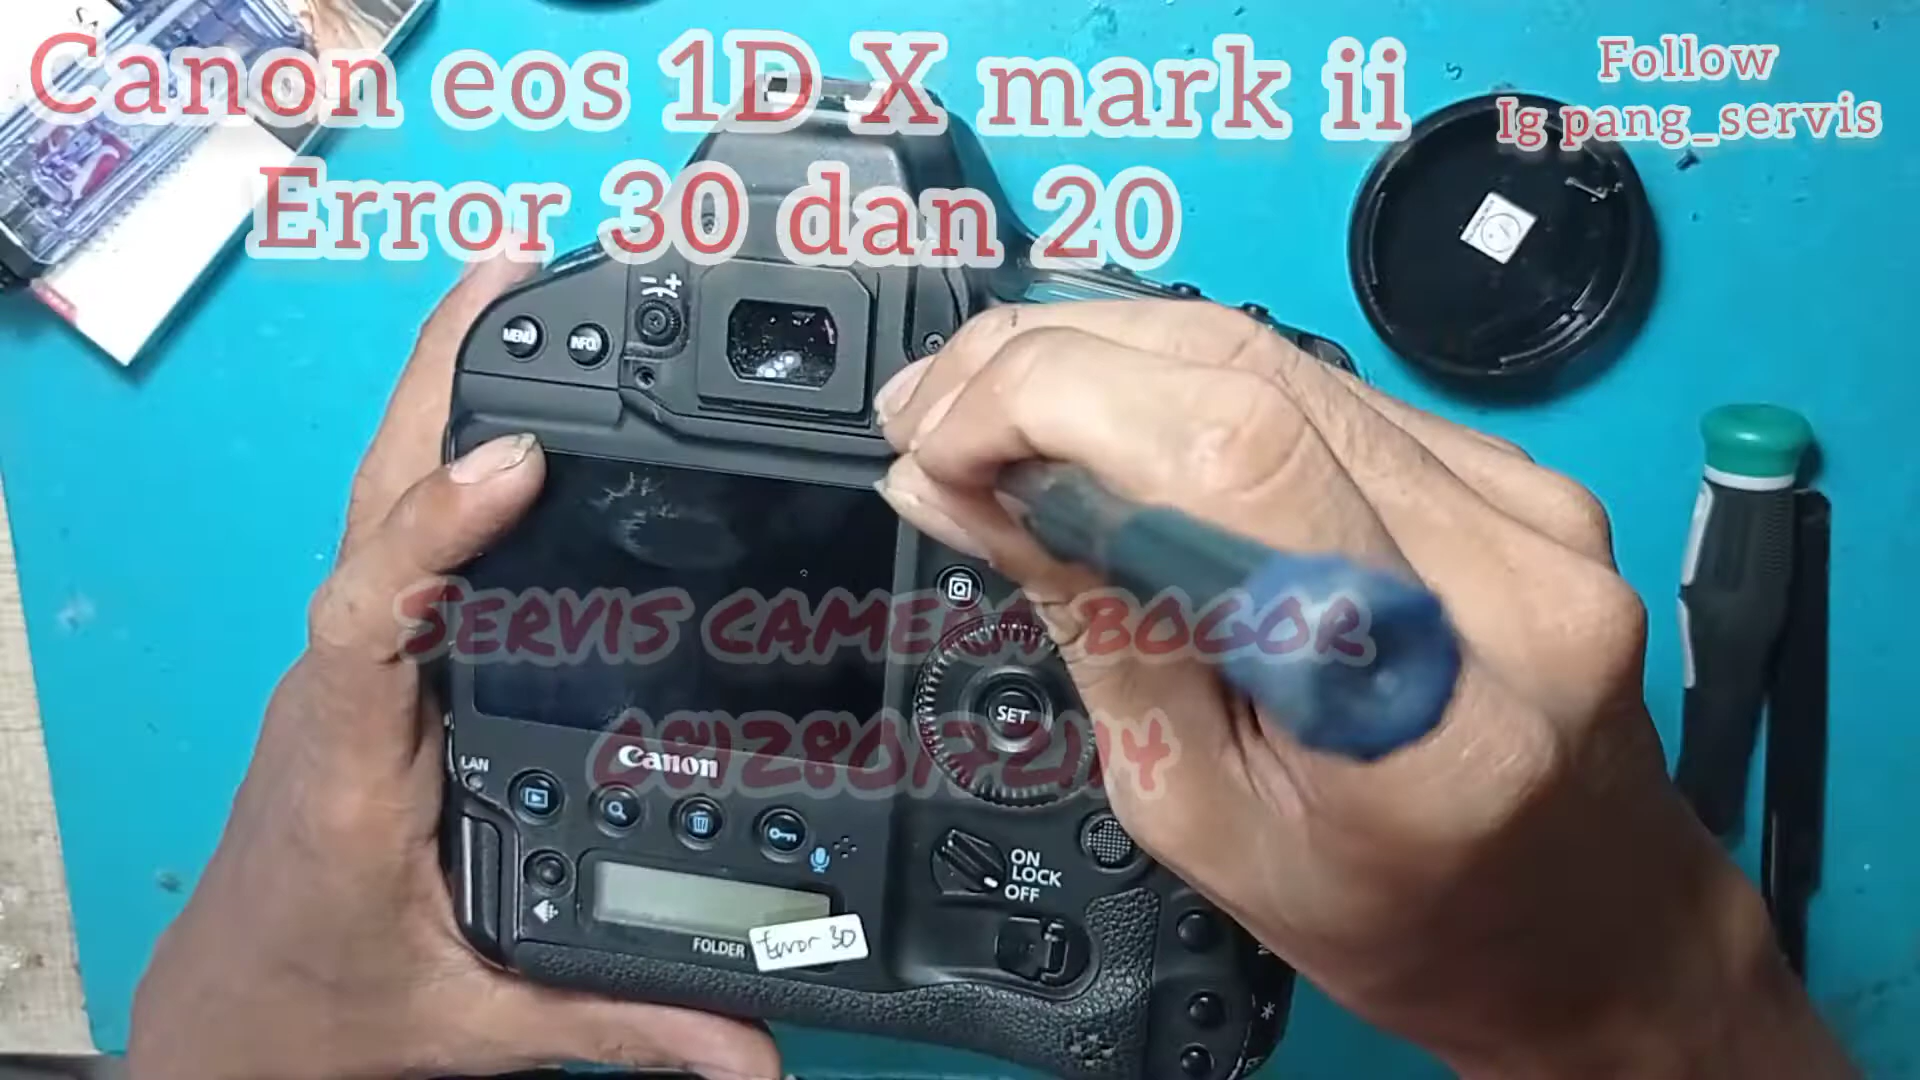 Canon eos 1D X mark ii
Error 30 dan 20
Follow
Ig pang_servis
MENU
INFO
Q
Servis camera bogor
081280172114
SET
Canon
LAN
ON
LOCK
OFF
FOLDER
Error 30